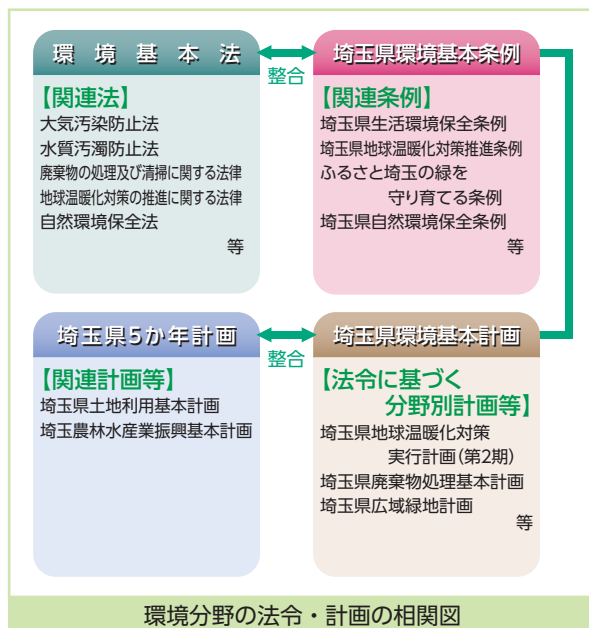 環境基本法
整合
埼玉県環境基本条例
【関連法】
大気汚染防止法
水質汚濁防止法
廃棄物の処理及び清掃に関する法律
地球温暖化対策の推進に関する法律
自然環境保全法
等
【関連条例】
埼玉県生活環境保全条例
埼玉県地球温暖化対策推進条例
ふるさと埼玉の緑を
守り育てる条例
埼玉県自然環境保全条例
等
埼玉県5か年計画
整合
埼玉県環境基本計画
【関連計画等】
埼玉県土地利用基本計画
埼玉農林水産業振興基本計画
【法令に基づく
分野別計画等】
埼玉県地球温暖化対策
実行計画(第2期)
埼玉県廃棄物処理基本計画
埼玉県広域緑地計画
等
環境分野の法令・計画の相関図